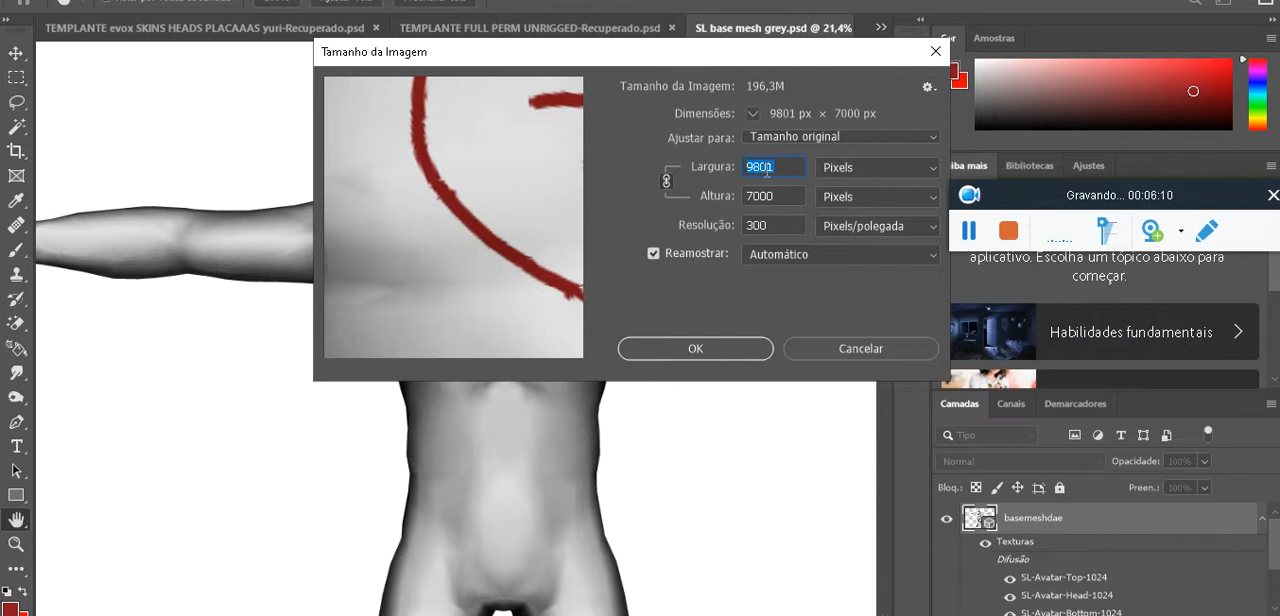 TEMPLANTE evox SKINS HEADS PLACAAAS yuri-Recuperado.psd ×
TEMPLANTE FULL PERM UNRIGGED-Recuperado.psd ×
SL base mesh grey.psd @ 21,4%
Cor
Amostras
Tamanho da Imagem
Tamanho da Imagem: 196,3M
Dimensões: 9801 px × 7000 px
Ajustar para: Tamanho original
Largura: 9801 Pixels
Altura: 7000 Pixels
Resolução: 300 Pixels/polegada
Reamostrar: Automático
OK
Cancelar
iba mais
Bibliotecas
Ajustes
Gravando... 00:06:10
aplicativo. Escolha um tópico abaixo para
começar.
Habilidades fundamentais
Camadas
Canais
Demarcadores
Tipo
Normal
Opacidade: 100%
Bloq.:
Preen.: 100%
basemeshdae
Texturas
Difusão
SL-Avatar-Top-1024
SL-Avatar-Head-1024
SL-Avatar-Bottom-1024